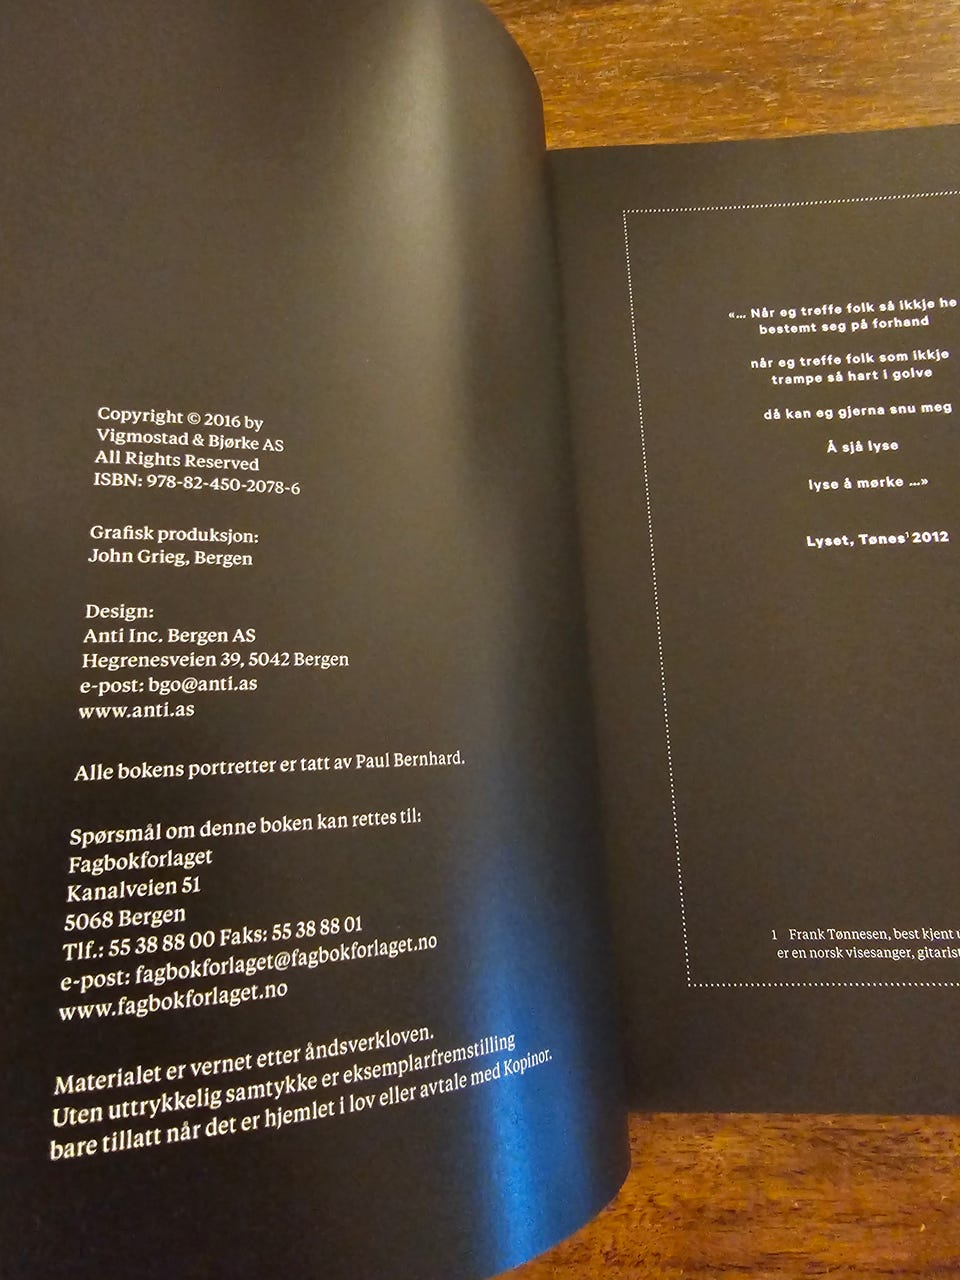 Copyright © 2016 by
Vigmostad & Bjørke AS
All Rights Reserved
ISBN: 978-82-450-2078-6
Grafisk produksjon:
John Grieg, Bergen
Design:
Anti Inc. Bergen AS
Hegrenesveien 39, 5042 Bergen
e-post: bgo@anti.as
www.anti.as
Alle bokens portretter er tatt av Paul Bernhard.
Spørsmål om denne boken kan rettes til:
Fagbokforlaget
Kanalveien 51
5068 Bergen
Tlf.: 55 38 88 00 Faks: 55 38 88 01
e-post: fagbokforlaget@fagbokforlaget.no
www.fagbokforlaget.no
Materialet er vernet etter åndsverkloven.
Uten uttrykkelig samtykke er eksemplarfremstilling
bare tillatt når det er hjemlet i lov eller avtale med Kopinor.
«... Når eg treffe folk så ikkje he
bestemt seg på forhand
når eg treffe folk som ikkje
trampe så hart i golve
då kan eg gjerna snu meg
Å sjå lyse
lyse å mørke ...»
Lyset, Tønes¹ 2012
1 Frank Tønnesen, best kjent
er en norsk visesanger,